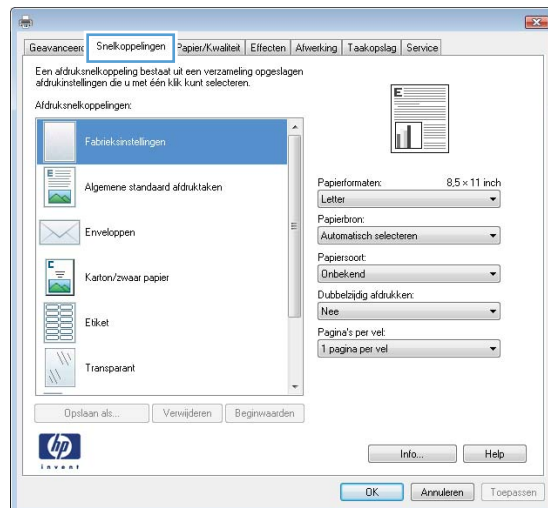 Geavanceerd Snelkoppelingen Papier/Kwaliteit Effecten Afwerking Taakopslag Service
Een afdruksnelkoppeling bestaat uit een verzameling opgeslagen
afdrukinstellingen die u met één klik kunt selecteren.
Afdruksnelkoppelingen:
Fabrieksinstellingen
Algemene standaard afdruktaken
Enveloppen
Karton/zwaar papier
Etiket
Transparant
E
Papierformaten: 8,5 × 11 inch
Letter
Papierbron:
Automatisch selecteren
Papiersoort:
Onbekend
Dubbelzijdig afdrukken:
Nee
Pagina's per vel:
1 pagina per vel
Opslaan als... Verwijderen Beginwaarden
hp
invent
Info... Help
OK Annuleren Toepassen